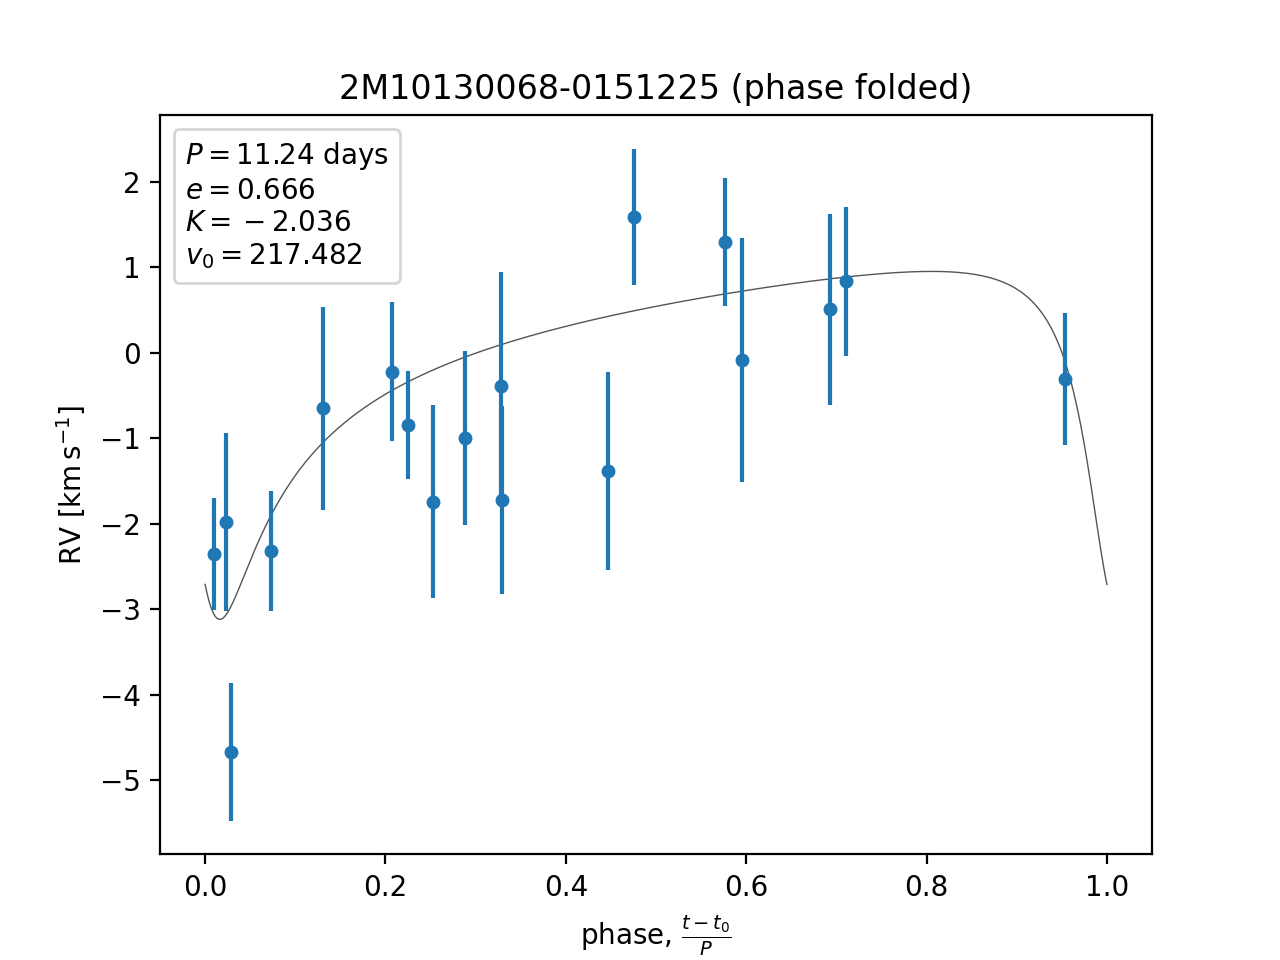 2M10130068-0151225 (phase folded)
P = 11.24 days
e = 0.666
K = −2.036
v₀ = 217.482
2
1
0
−1
−2
−3
−4
−5
RV [km s⁻¹]
0.0 0.2 0.4 0.6 0.8 1.0
phase, (t − t₀)/P